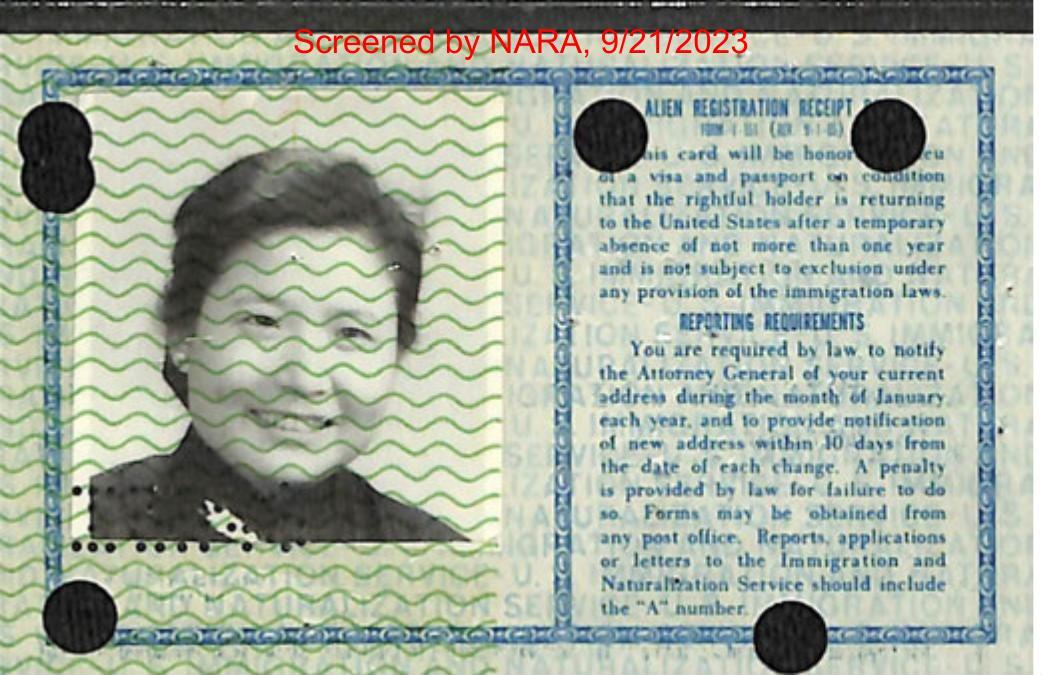 Screened by NARA, 9/21/2023
ALIEN REGISTRATION RECEIPT
FORM I-151 (REV. 9-1-65)
his card will be honor
of a visa and passport on condition
that the rightful holder is returning
to the United States after a temporary
absence of not more than one year
and is not subject to exclusion under
any provision of the immigration laws.
REPORTING REQUIREMENTS
You are required by law to notify
the Attorney General of your current
address during the month of January
each year, and to provide notification
of new address within 10 days from
the date of each change. A penalty
is provided by law for failure to do
so. Forms may be obtained from
any post office. Reports, applications
or letters to the Immigration and
Naturalization Service should include
the "A" number.